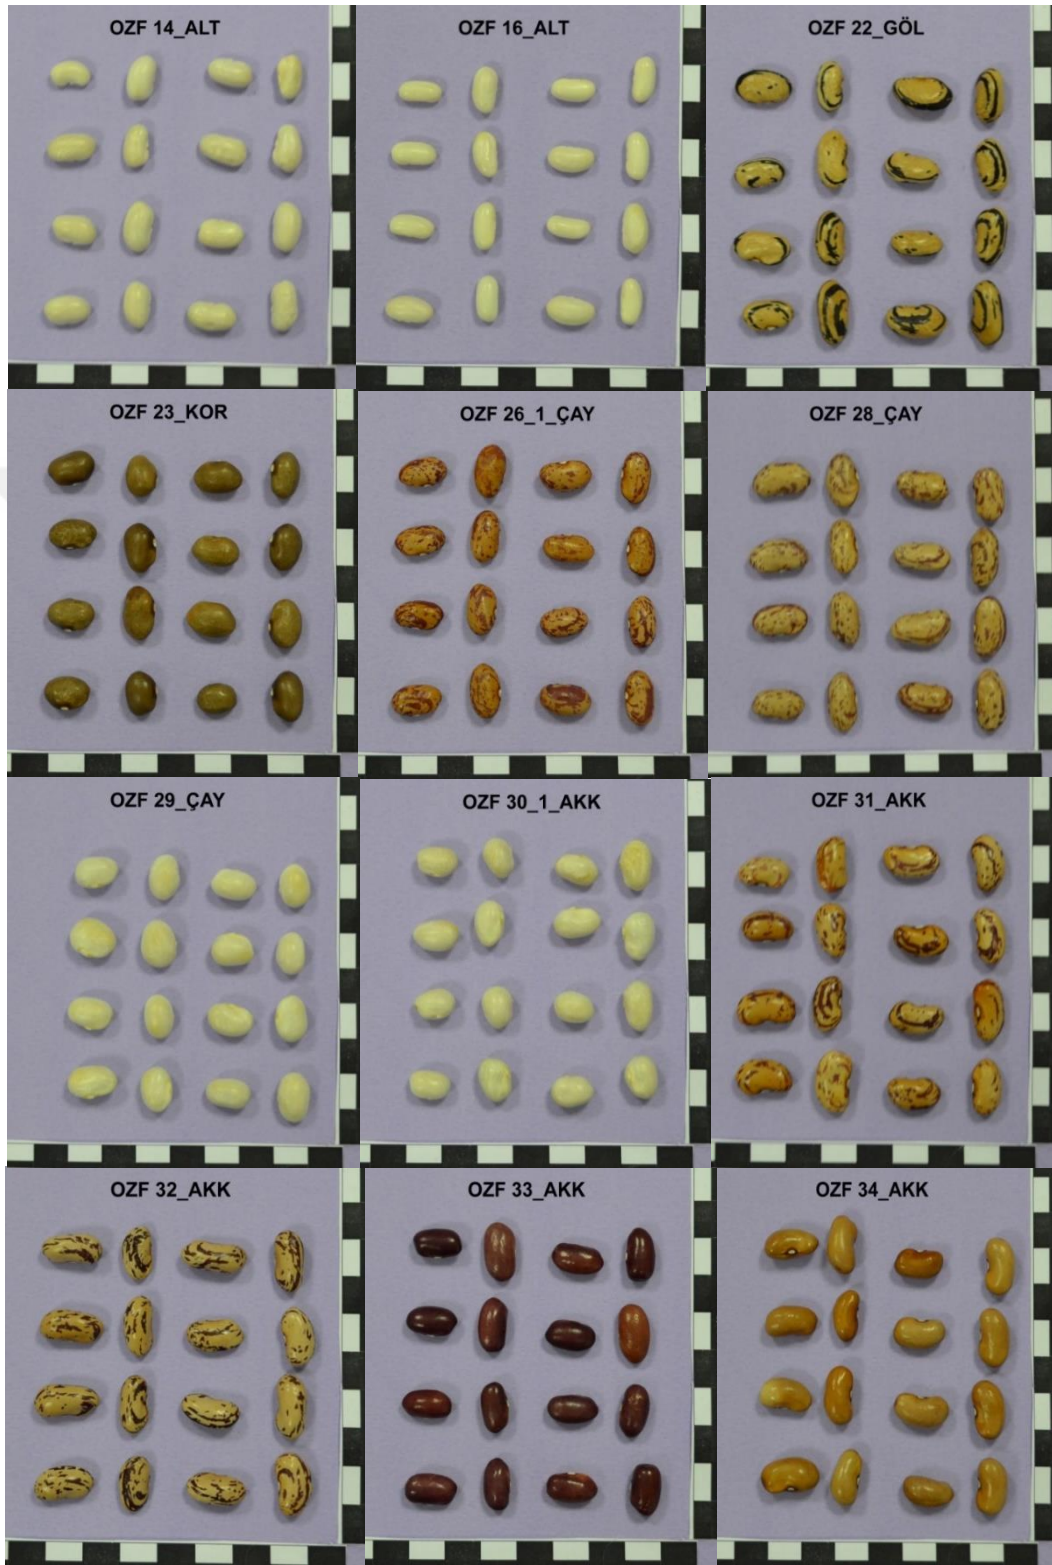 OZF 14_ALT
OZF 16_ALT
OZF 22_GÖL
OZF 23_KOR
OZF 26_1_ÇAY
OZF 28_ÇAY
OZF 29_ÇAY
OZF 30_1_AKK
OZF 31_AKK
OZF 32_AKK
OZF 33_AKK
OZF 34_AKK